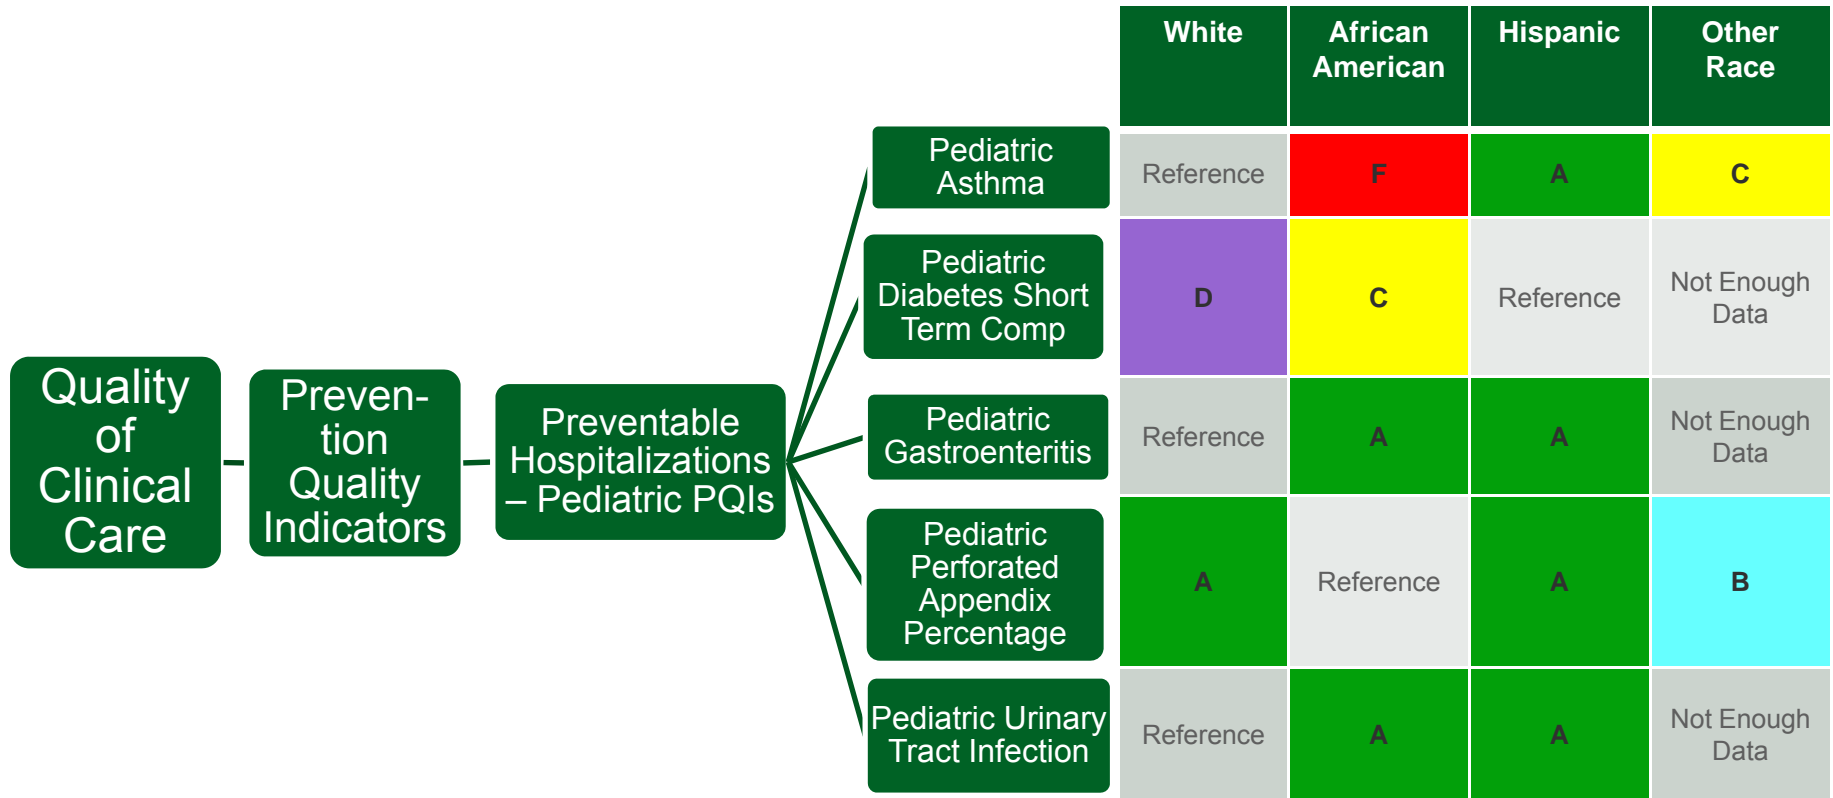 Quality
of
Clinical
Care
Preven-
tion
Quality
Indicators
Preventable
Hospitalizations
– Pediatric PQIs
White
African
American
Hispanic
Other
Race
Pediatric
Asthma
Reference
F
A
C
Pediatric
Diabetes Short
Term Comp
D
C
Reference
Not Enough
Data
Pediatric
Gastroenteritis
Reference
A
A
Not Enough
Data
Pediatric
Perforated
Appendix
Percentage
A
Reference
A
B
Pediatric Urinary
Tract Infection
Reference
A
A
Not Enough
Data